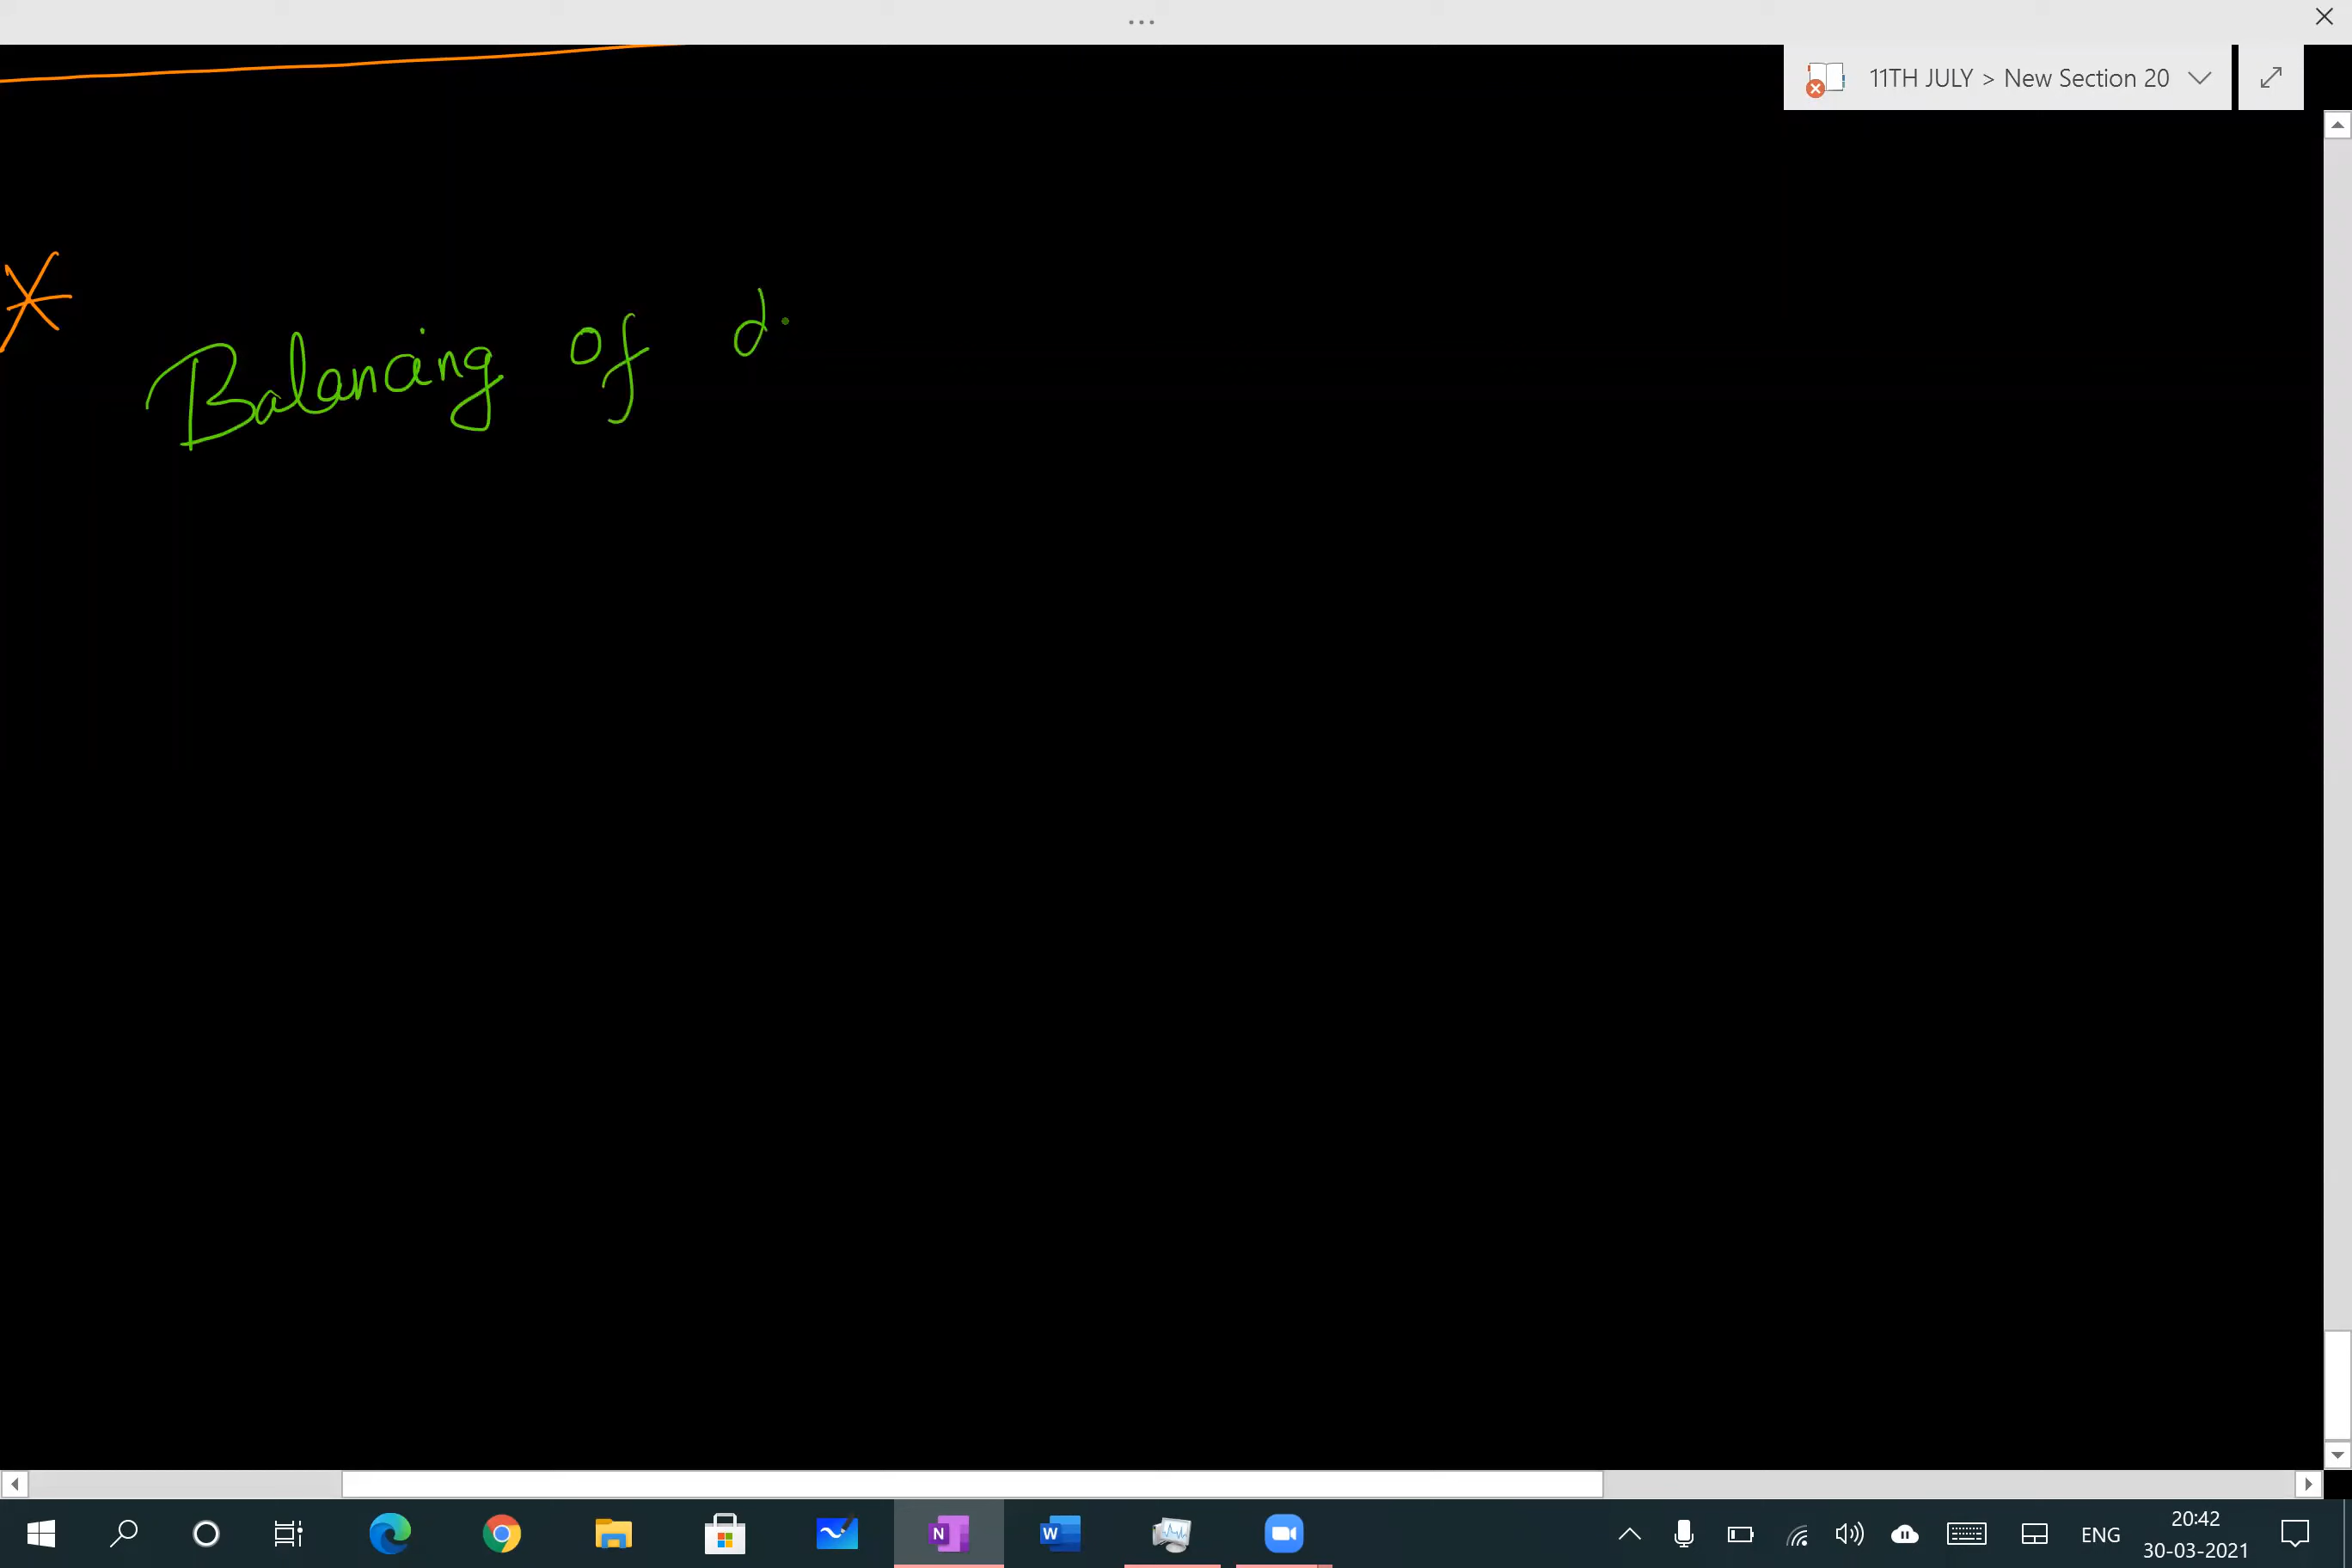 11TH JULY > New Section 20
Balancing of d
ENG
20:42
30-03-2021